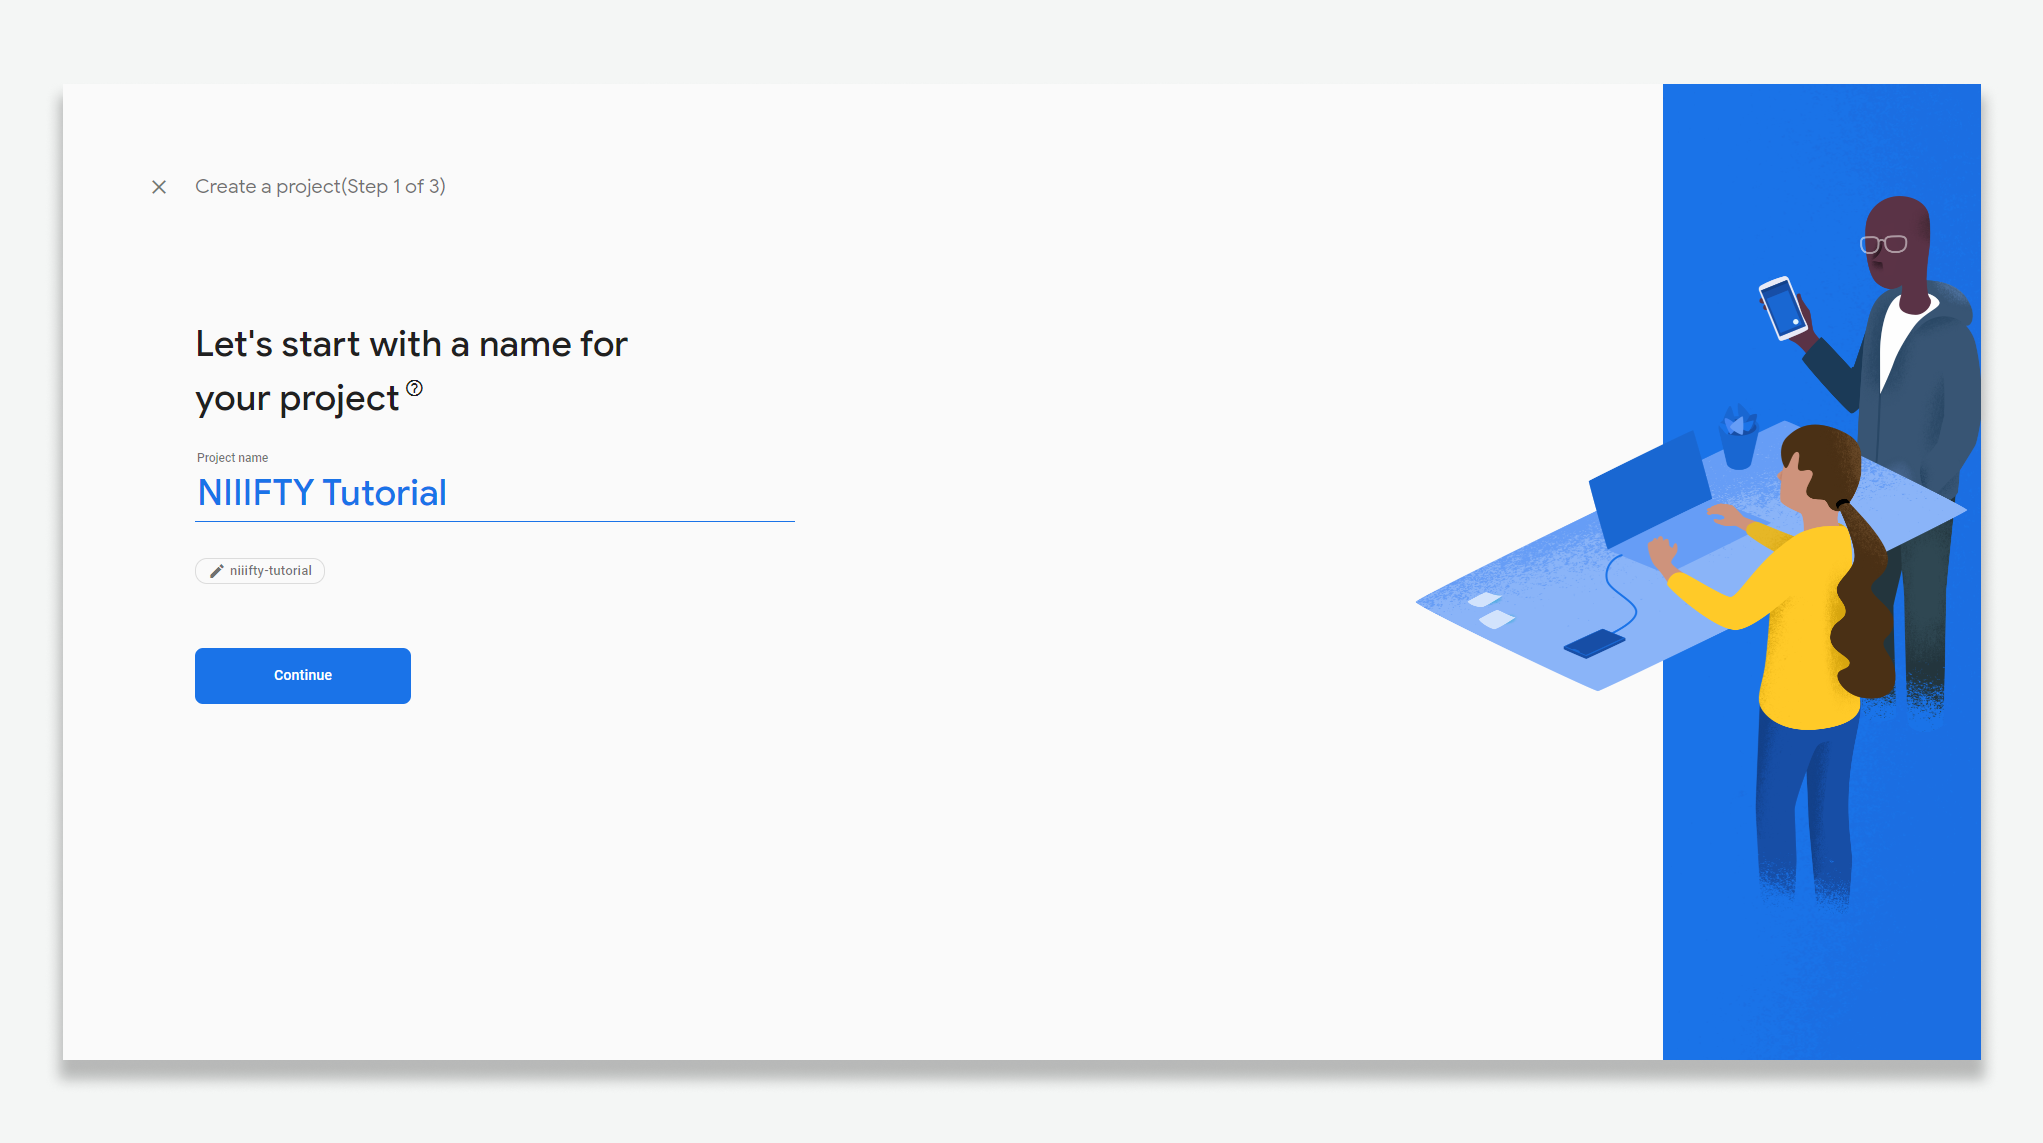 Create a project(Step 1 of 3)
Let's start with a name for
your project
Project name
NIIIFTY Tutorial
niiifty-tutorial
Continue